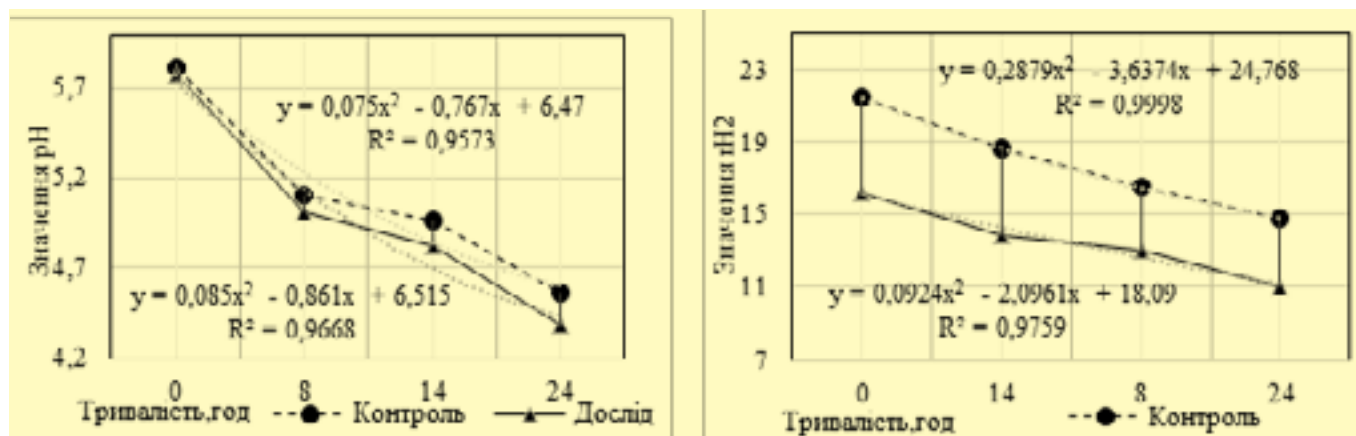 Значення pH
5,7
5,2
4,7
4,2
y = 0,075x² - 0,767x + 6,47
R² = 0,9573
y = 0,085x² - 0,861x + 6,515
R² = 0,9668
0 8 14 24
Тривалість,год Контроль Дослід
Значення rH2
23
19
15
11
7
y = 0,2879x² - 3,6374x + 24,768
R² = 0,9998
y = 0,0924x² - 2,0961x + 18,09
R² = 0,9759
0 14 8 24
Тривалість,год Контроль